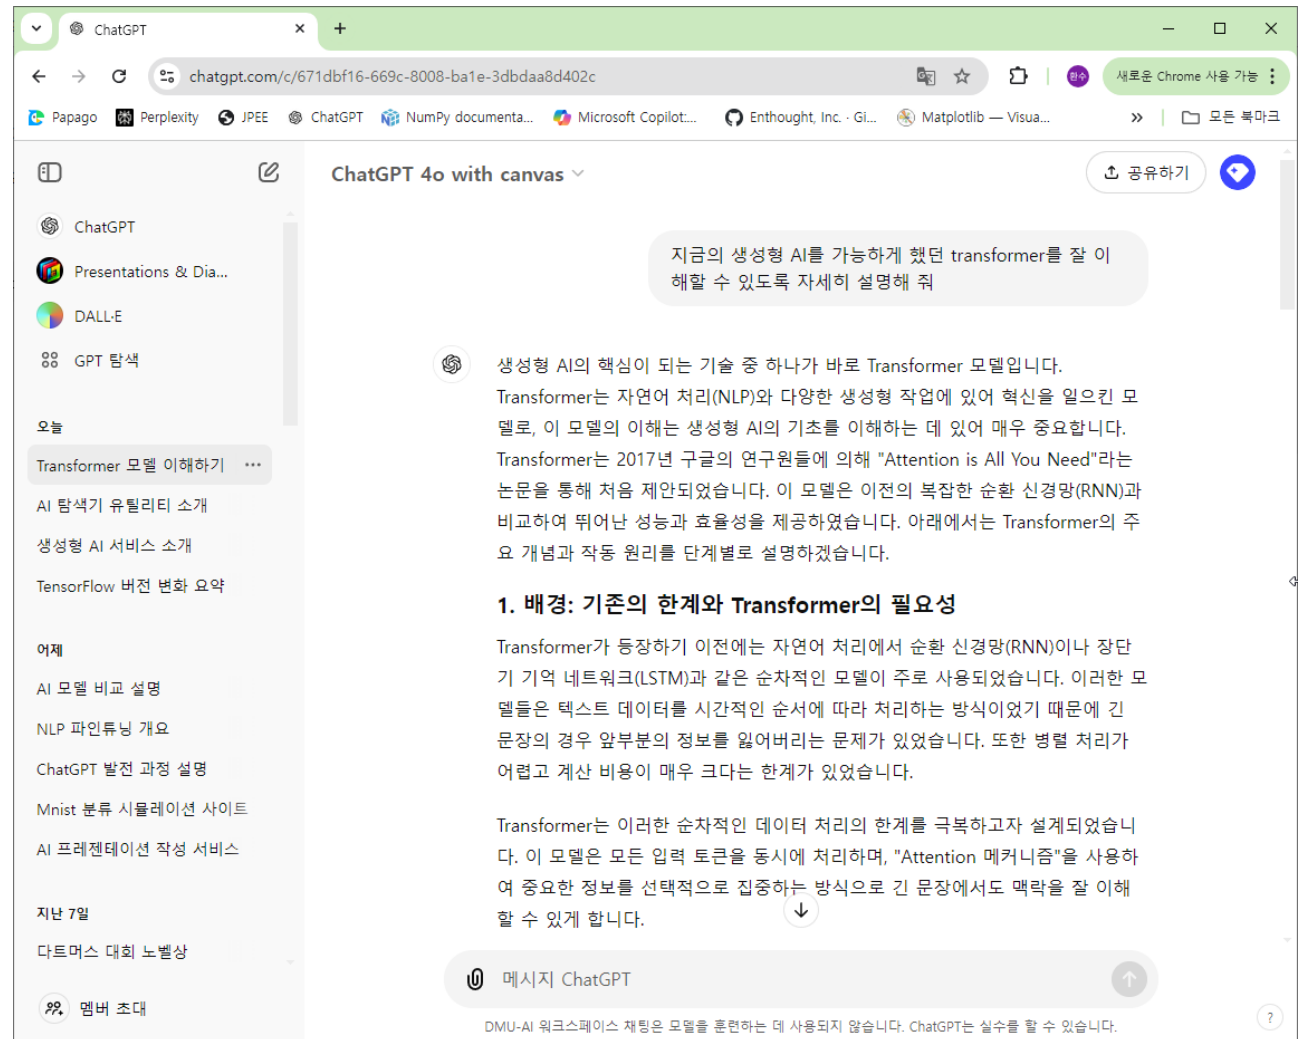 ChatGPT
chatgpt.com/c/671dbf16-669c-8008-ba1e-3dbdaa8d402c
한수
새로운 Chrome 사용 가능
Papago
Perplexity
JPEE
ChatGPT
NumPy documenta...
Microsoft Copilot:...
Enthought, Inc. · Gi...
Matplotlib — Visua...
모든 북마크
ChatGPT 4o with canvas
공유하기
ChatGPT
Presentations & Dia...
DALL·E
GPT 탐색
오늘
Transformer 모델 이해하기
AI 탐색기 유틸리티 소개
생성형 AI 서비스 소개
TensorFlow 버전 변화 요약
어제
AI 모델 비교 설명
NLP 파인튜닝 개요
ChatGPT 발전 과정 설명
Mnist 분류 시뮬레이션 사이트
AI 프레젠테이션 작성 서비스
지난 7일
다트머스 대회 노벨상
멤버 초대
지금의 생성형 AI를 가능하게 했던 transformer를 잘 이
해할 수 있도록 자세히 설명해 줘
생성형 AI의 핵심이 되는 기술 중 하나가 바로 Transformer 모델입니다.
Transformer는 자연어 처리(NLP)와 다양한 생성형 작업에 있어 혁신을 일으킨 모
델로, 이 모델의 이해는 생성형 AI의 기초를 이해하는 데 있어 매우 중요합니다.
Transformer는 2017년 구글의 연구원들에 의해 "Attention is All You Need"라는
논문을 통해 처음 제안되었습니다. 이 모델은 이전의 복잡한 순환 신경망(RNN)과
비교하여 뛰어난 성능과 효율성을 제공하였습니다. 아래에서는 Transformer의 주
요 개념과 작동 원리를 단계별로 설명하겠습니다.
1. 배경: 기존의 한계와 Transformer의 필요성
Transformer가 등장하기 이전에는 자연어 처리에서 순환 신경망(RNN)이나 장단
기 기억 네트워크(LSTM)과 같은 순차적인 모델이 주로 사용되었습니다. 이러한 모
델들은 텍스트 데이터를 시간적인 순서에 따라 처리하는 방식이었기 때문에 긴
문장의 경우 앞부분의 정보를 잃어버리는 문제가 있었습니다. 또한 병렬 처리가
어렵고 계산 비용이 매우 크다는 한계가 있었습니다.
Transformer는 이러한 순차적인 데이터 처리의 한계를 극복하고자 설계되었습니
다. 이 모델은 모든 입력 토큰을 동시에 처리하며, "Attention 메커니즘"을 사용하
여 중요한 정보를 선택적으로 집중하는 방식으로 긴 문장에서도 맥락을 잘 이해
할 수 있게 합니다.
메시지 ChatGPT
DMU-AI 워크스페이스 채팅은 모델을 훈련하는 데 사용되지 않습니다. ChatGPT는 실수를 할 수 있습니다.
?